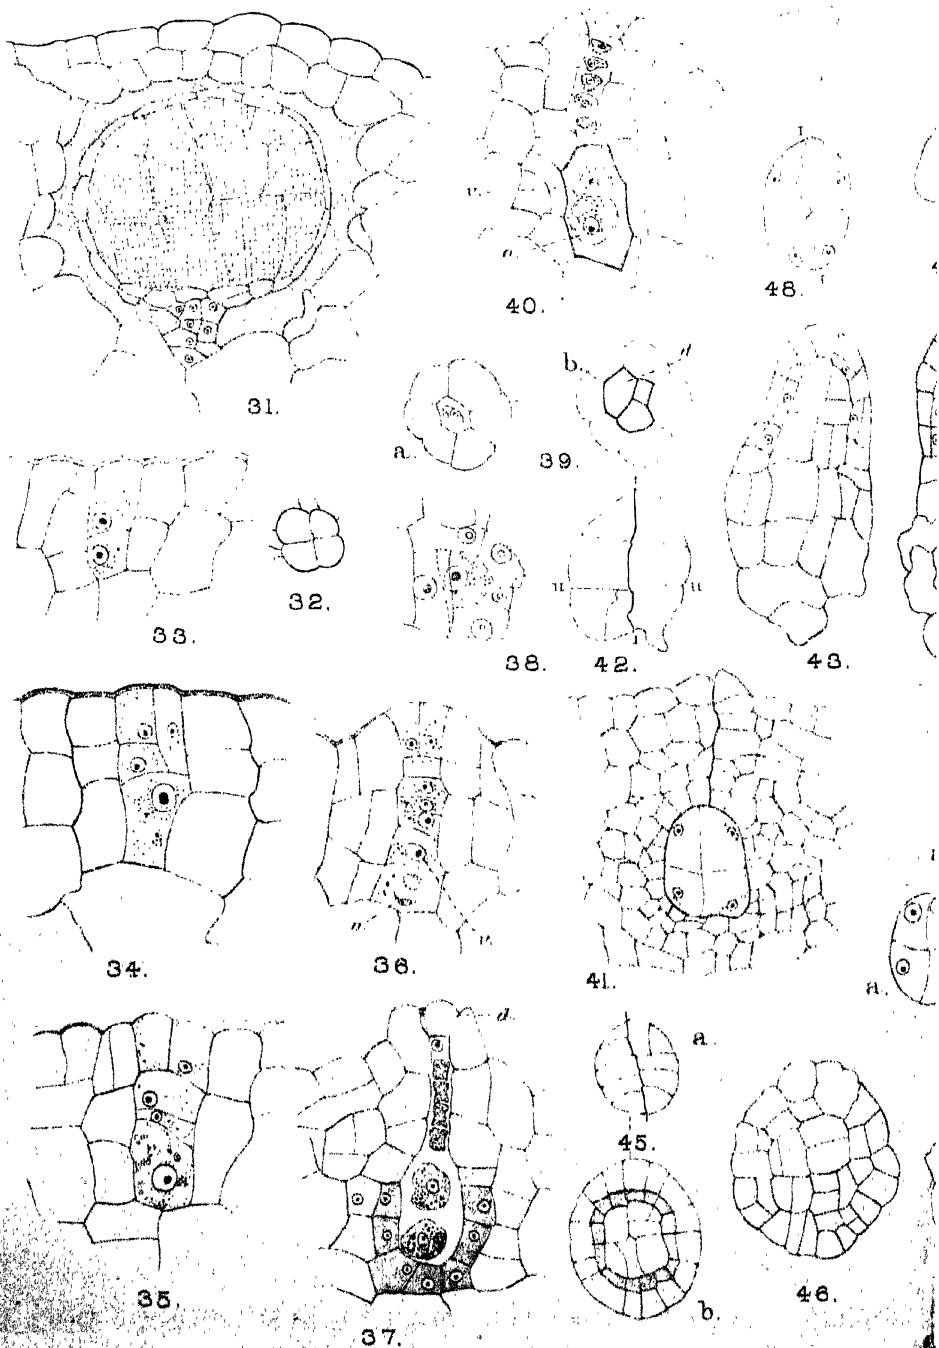 I
v.
o.
40.
48.
31.
b.
d
a.
39.
33.
32.
38.
u
u
42.
43.
34.
36.
n.
v.
41.
a.
35.
37.
d.
a.
45.
b.
46.